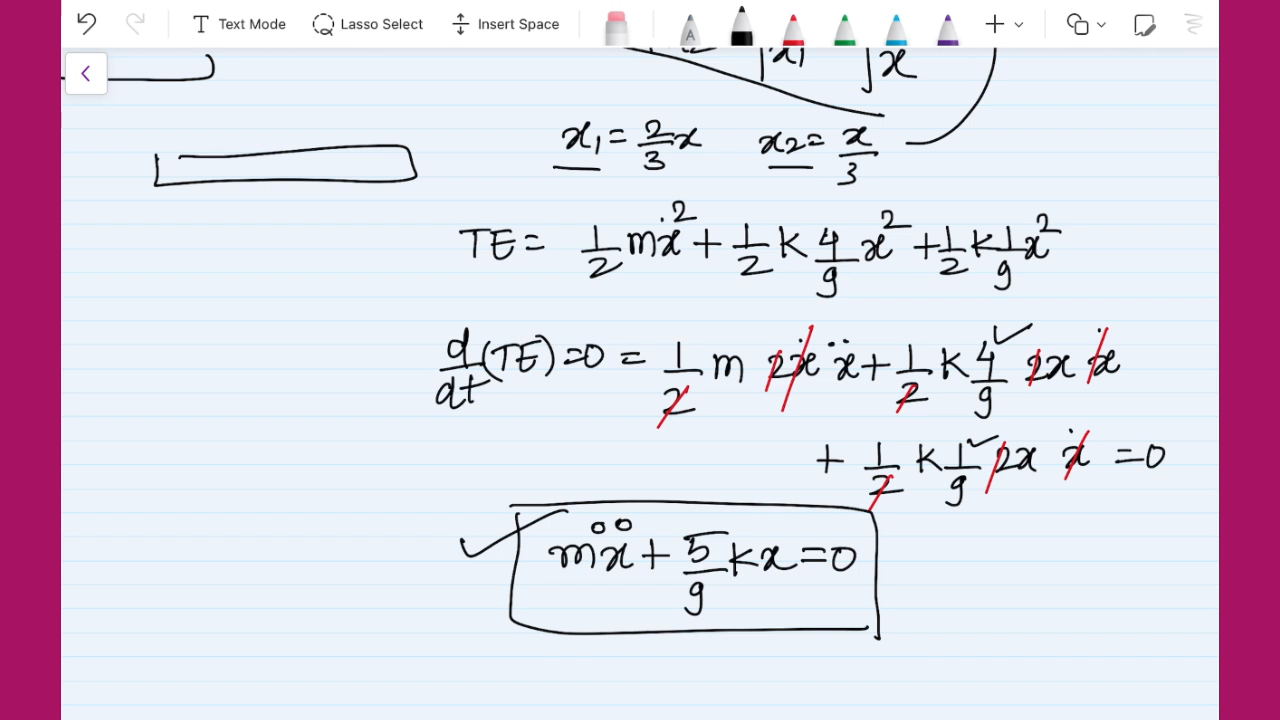 Text Mode Lasso Select Insert Space
x₁ x
x₁ = 2/3 x x₂ = x/3
TE = 1/2 mẋ² + 1/2 k 4/9 x² + 1/2 k 1/9 x²
d/dt (TE) = 0 = 1/2 m 2ẋ ẍ + 1/2 k 4/9 2x ẋ
+ 1/2 k 1/9 2x ẋ = 0
mẍ + 5/9 kx = 0